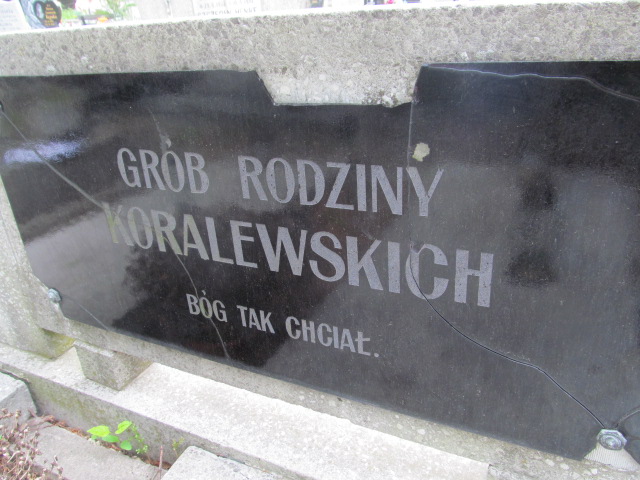 GRÓB RODZINY
KORALEWSKICH
BÓG TAK CHCIAŁ.